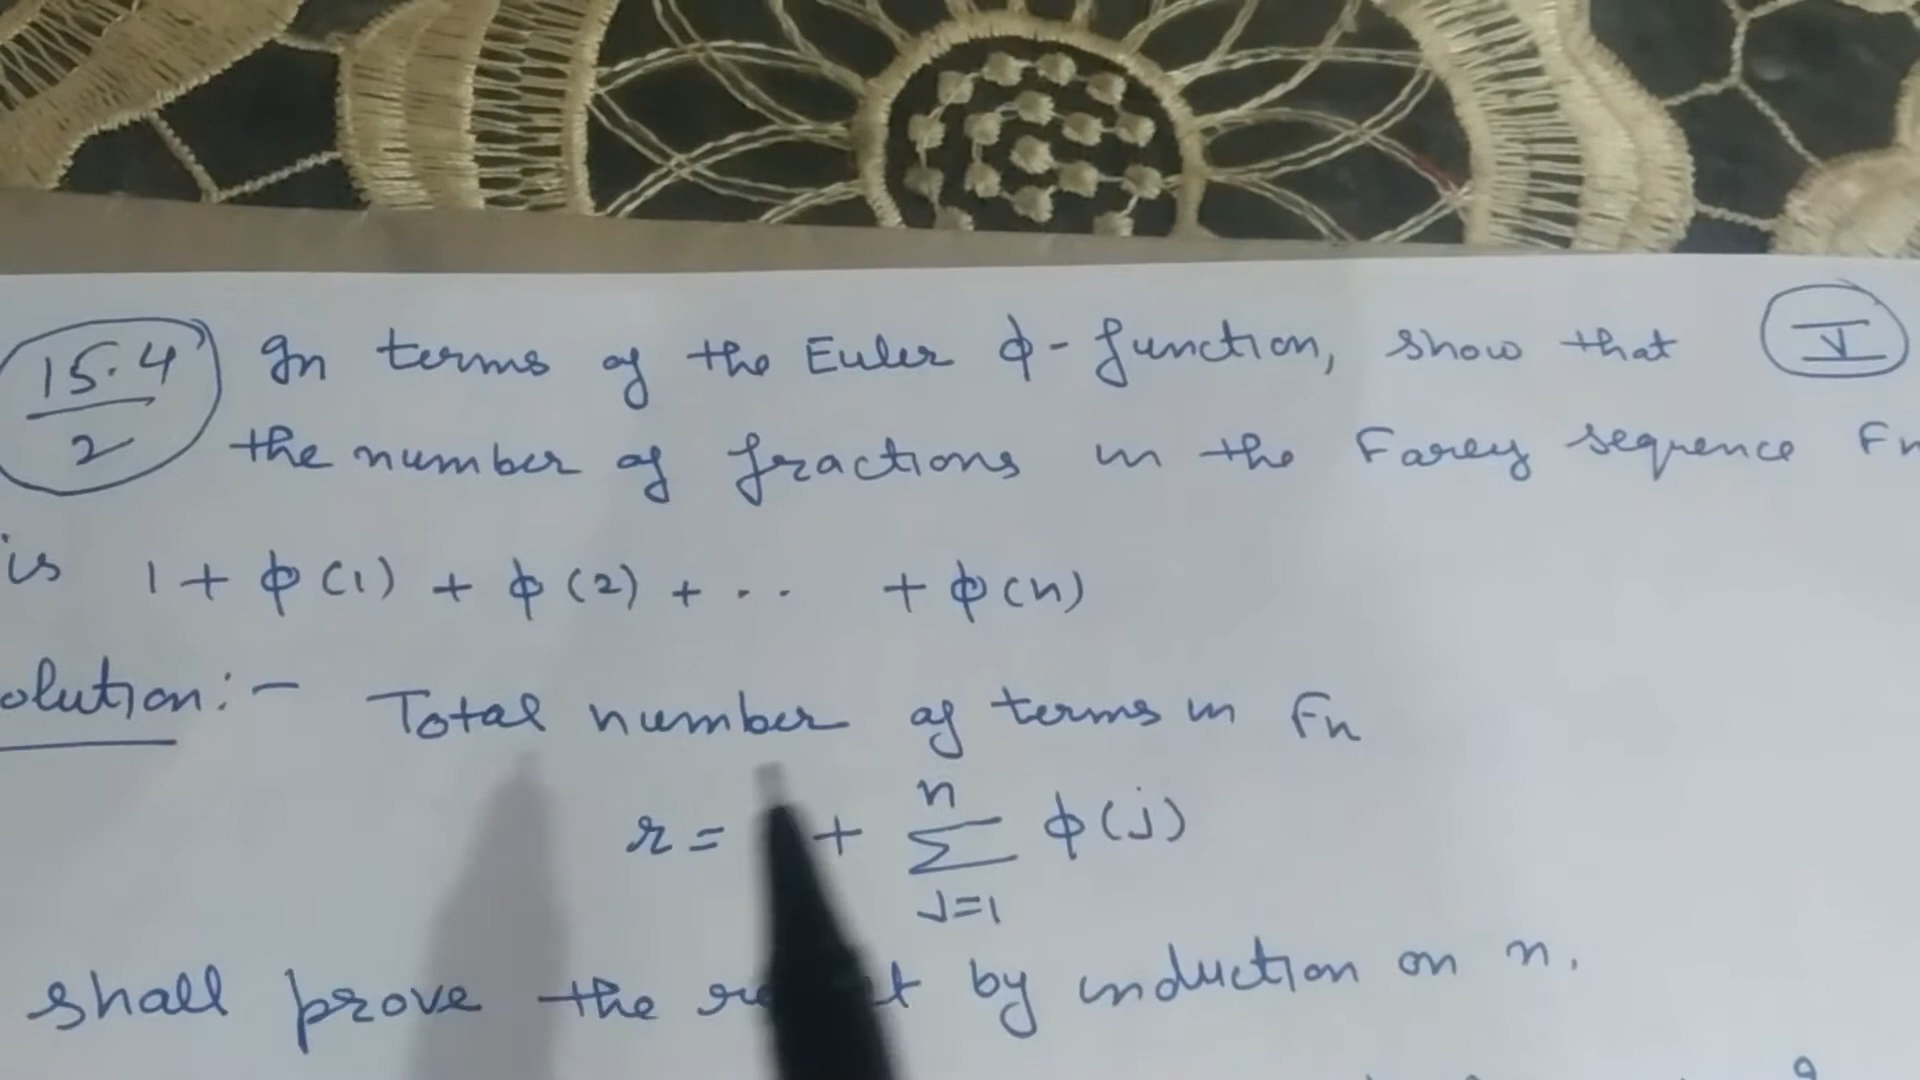 15.4
2
In terms of the Euler ϕ-function, show that V
the number of fractions in the Farey sequence Fn
is 1 + ϕ(1) + ϕ(2) + .. + ϕ(n)
olution:- Total number of terms in Fn
r = + n∑j=1 ϕ(j)
shall prove the by induction on n.